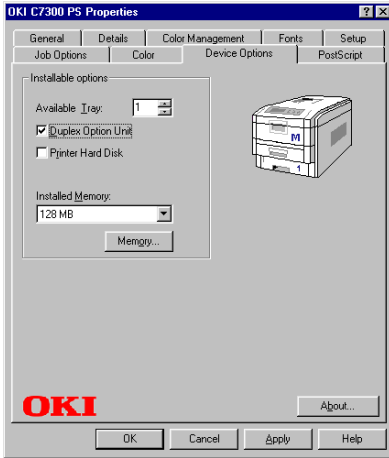 OKI C7300 PS Properties
General Details Color Management Fonts Setup
Job Options Color Device Options PostScript
Installable options
Available Tray: 1
Duplex Option Unit
Printer Hard Disk
M
1
Installed Memory:
128 MB
Memory...
OKI
About...
OK Cancel Apply Help